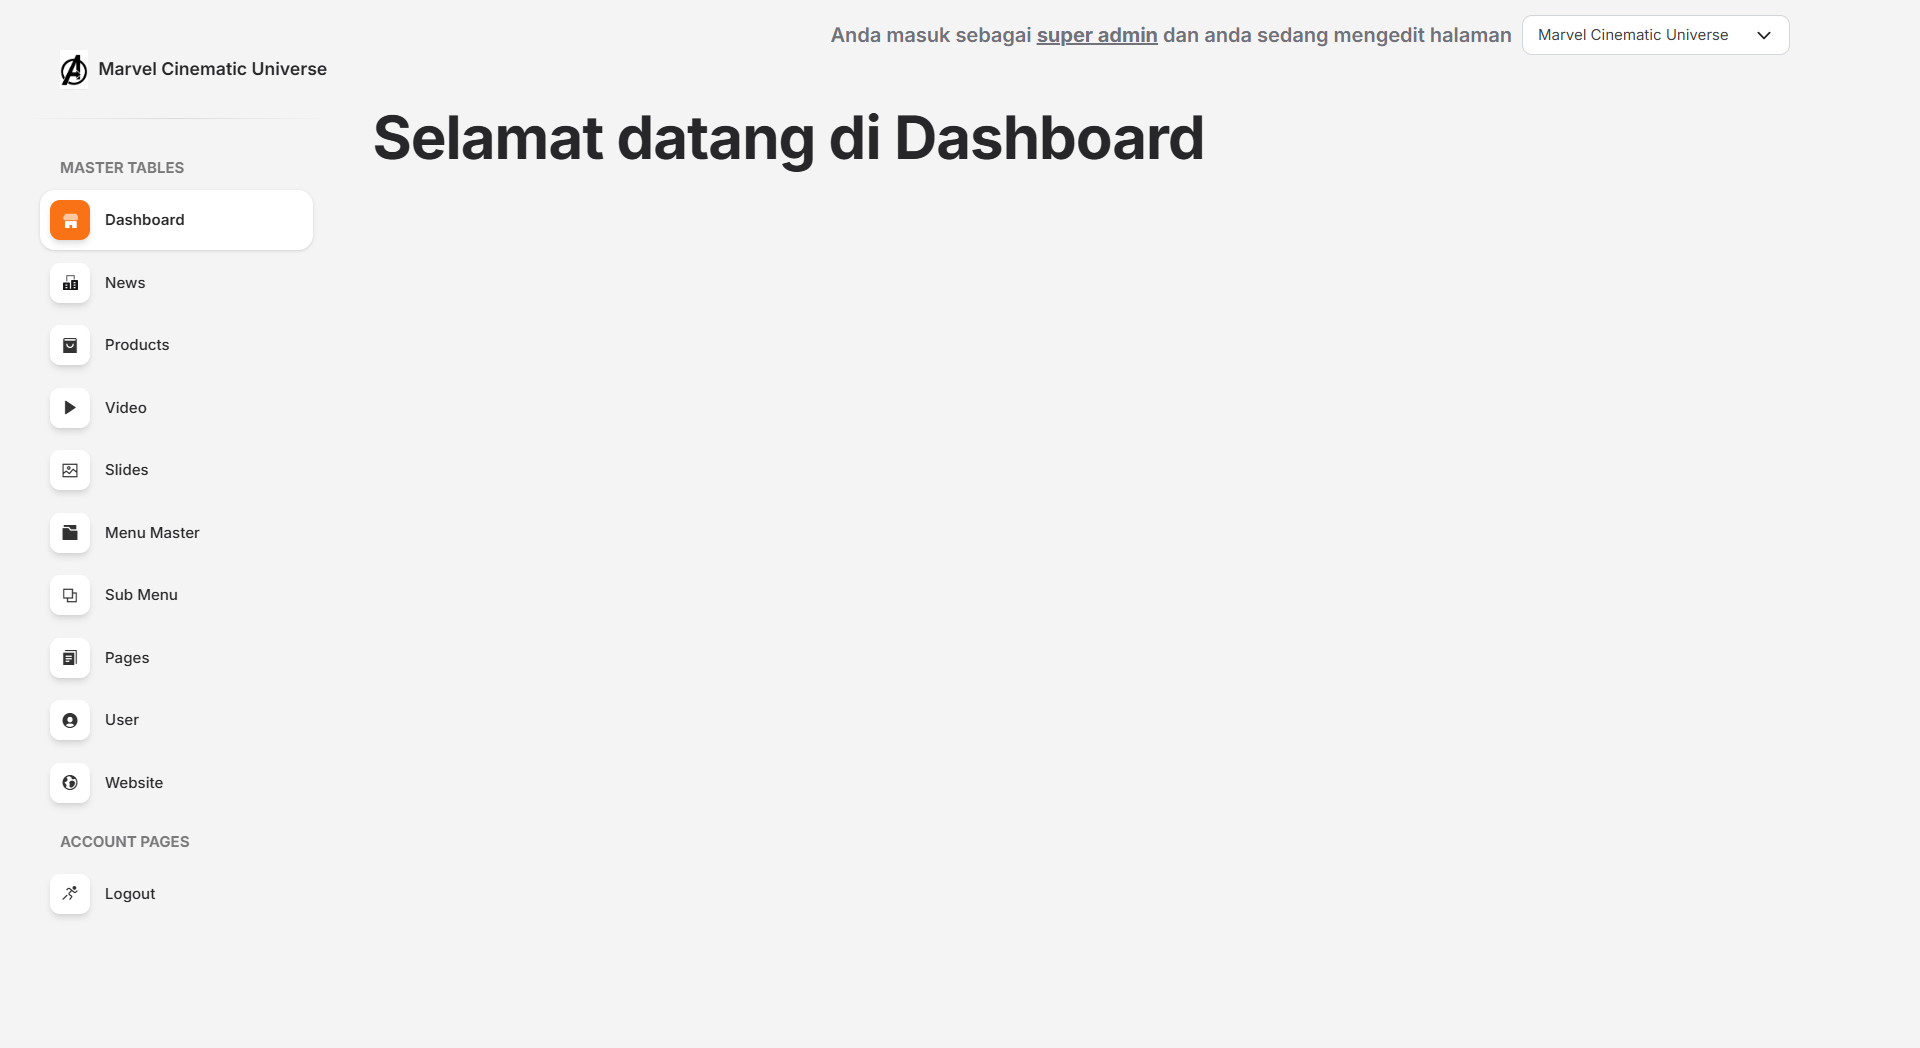 Anda masuk sebagai super admin dan anda sedang mengedit halaman
Marvel Cinematic Universe
Marvel Cinematic Universe
Selamat datang di Dashboard
MASTER TABLES
Dashboard
News
Products
Video
Slides
Menu Master
Sub Menu
Pages
User
Website
ACCOUNT PAGES
Logout